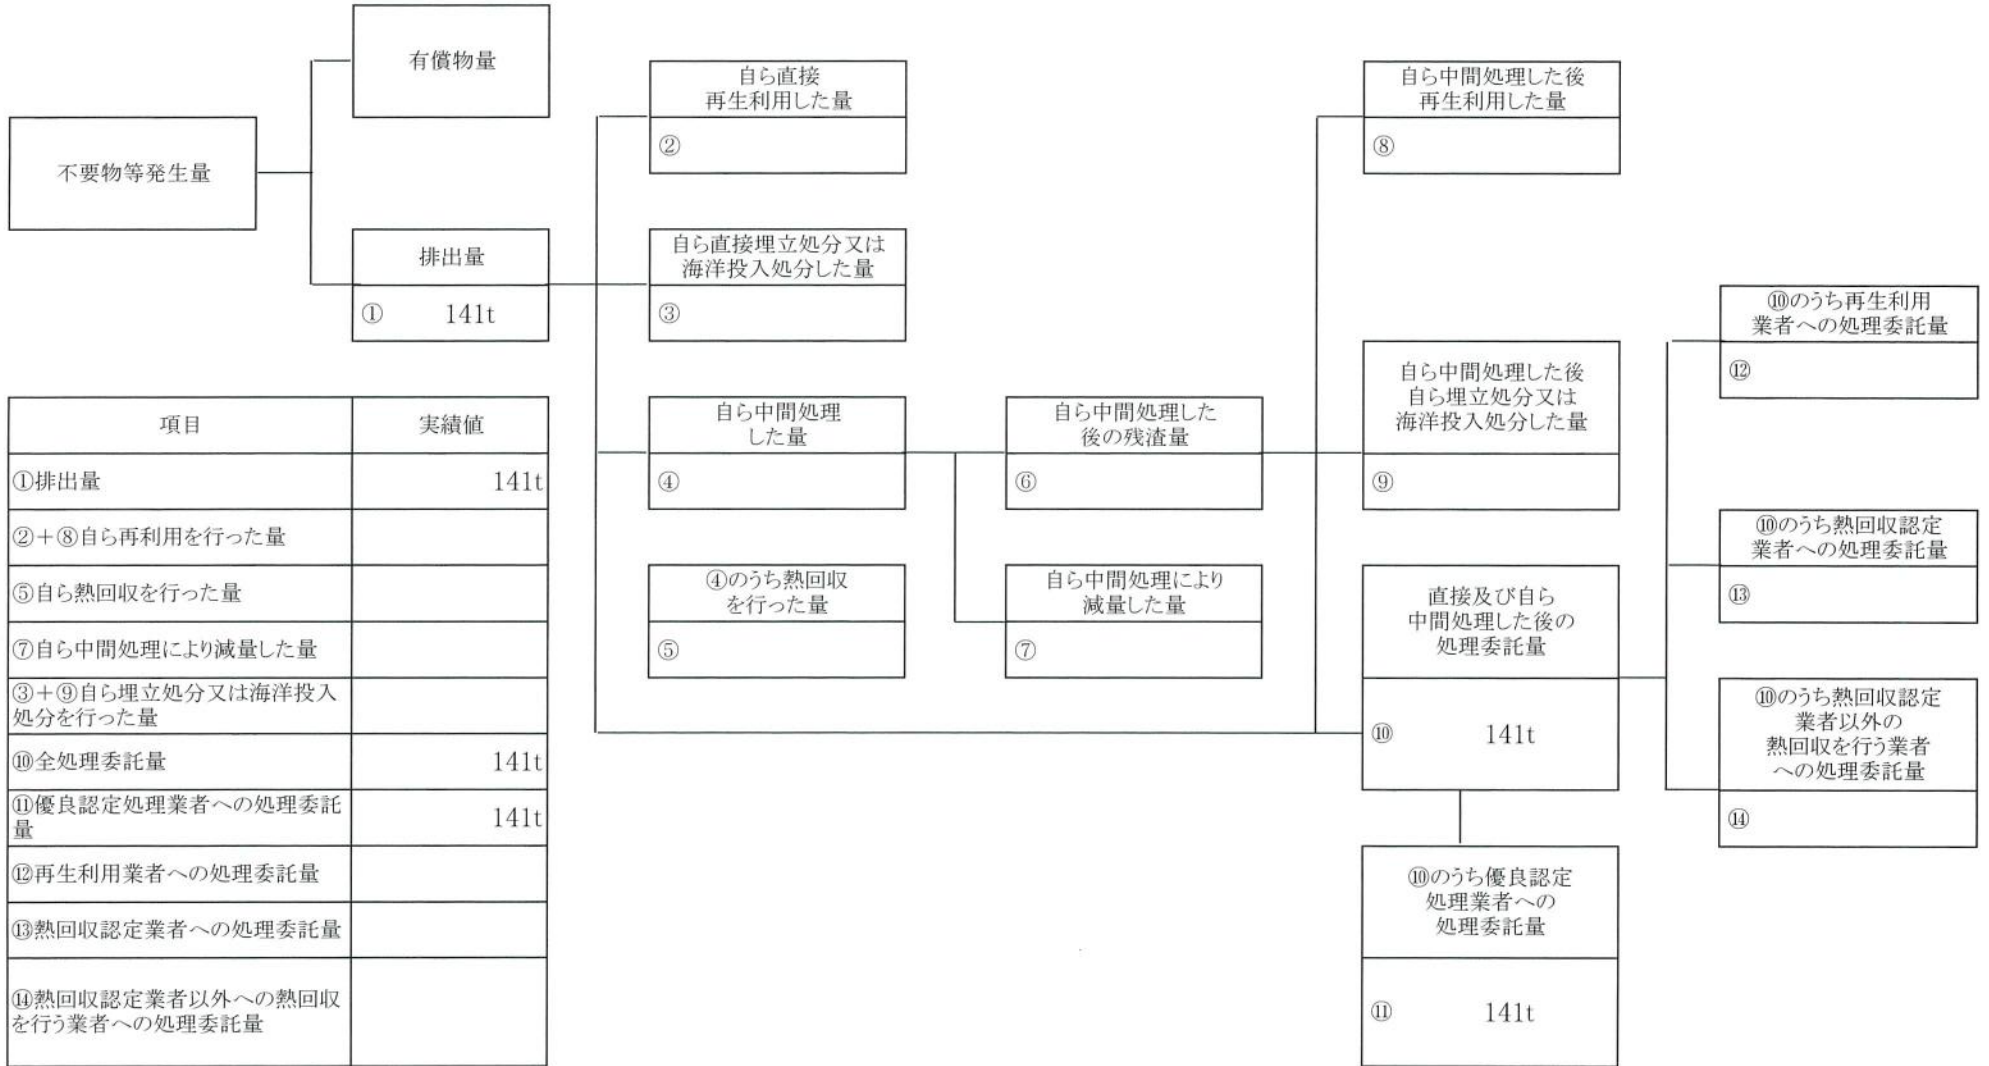 不要物等発生量
有償物量
排出量
① 141t
自ら直接
再生利用した量
②
自ら直接埋立処分又は
海洋投入処分した量
③
自ら中間処理
した量
④
④のうち熱回収
を行った量
⑤
自ら中間処理した
後の残渣量
⑥
自ら中間処理により
減量した量
⑦
自ら中間処理した後
再生利用した量
⑧
自ら中間処理した後
自ら埋立処分又は
海洋投入処分した量
⑨
直接及び自ら
中間処理した後の
処理委託量
⑩ 141t
⑩のうち優良認定
処理業者への
処理委託量
⑪ 141t
⑩のうち再生利用
業者への処理委託量
⑫
⑩のうち熱回収認定
業者への処理委託量
⑬
⑩のうち熱回収認定
業者以外の
熱回収を行う業者
への処理委託量
⑭
項目 実績値
①排出量 141t
②+⑧自ら再利用を行った量
⑤自ら熱回収を行った量
⑦自ら中間処理により減量した量
③+⑨自ら埋立処分又は海洋投入
処分を行った量
⑩全処理委託量 141t
⑪優良認定処理業者への処理委託
量 141t
⑫再生利用業者への処理委託量
⑬熱回収認定業者への処理委託量
⑭熱回収認定業者以外への熱回収
を行う業者への処理委託量